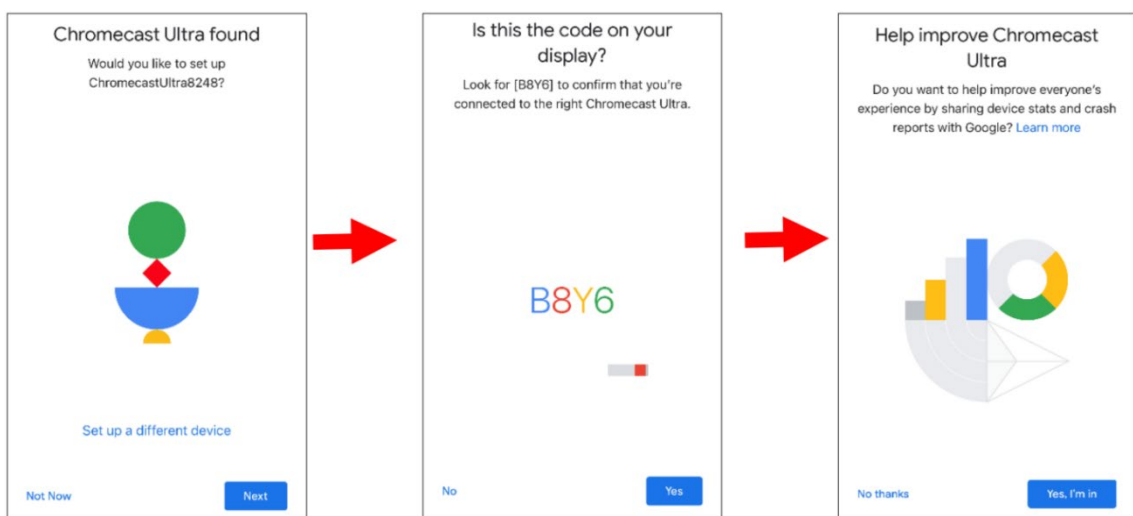 Chromecast Ultra found
Would you like to set up
ChromecastUltra8248?
Set up a different device
Not Now
Next
Is this the code on your
display?
Look for [B8Y6] to confirm that you're
connected to the right Chromecast Ultra.
B8Y6
No
Yes
Help improve Chromecast
Ultra
Do you want to help improve everyone's
experience by sharing device stats and crash
reports with Google? Learn more
No thanks
Yes, I'm in